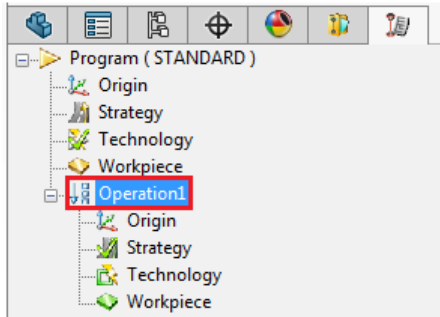 Program ( STANDARD )
Origin
Strategy
Technology
Workpiece
Operation1
Origin
Strategy
Technology
Workpiece